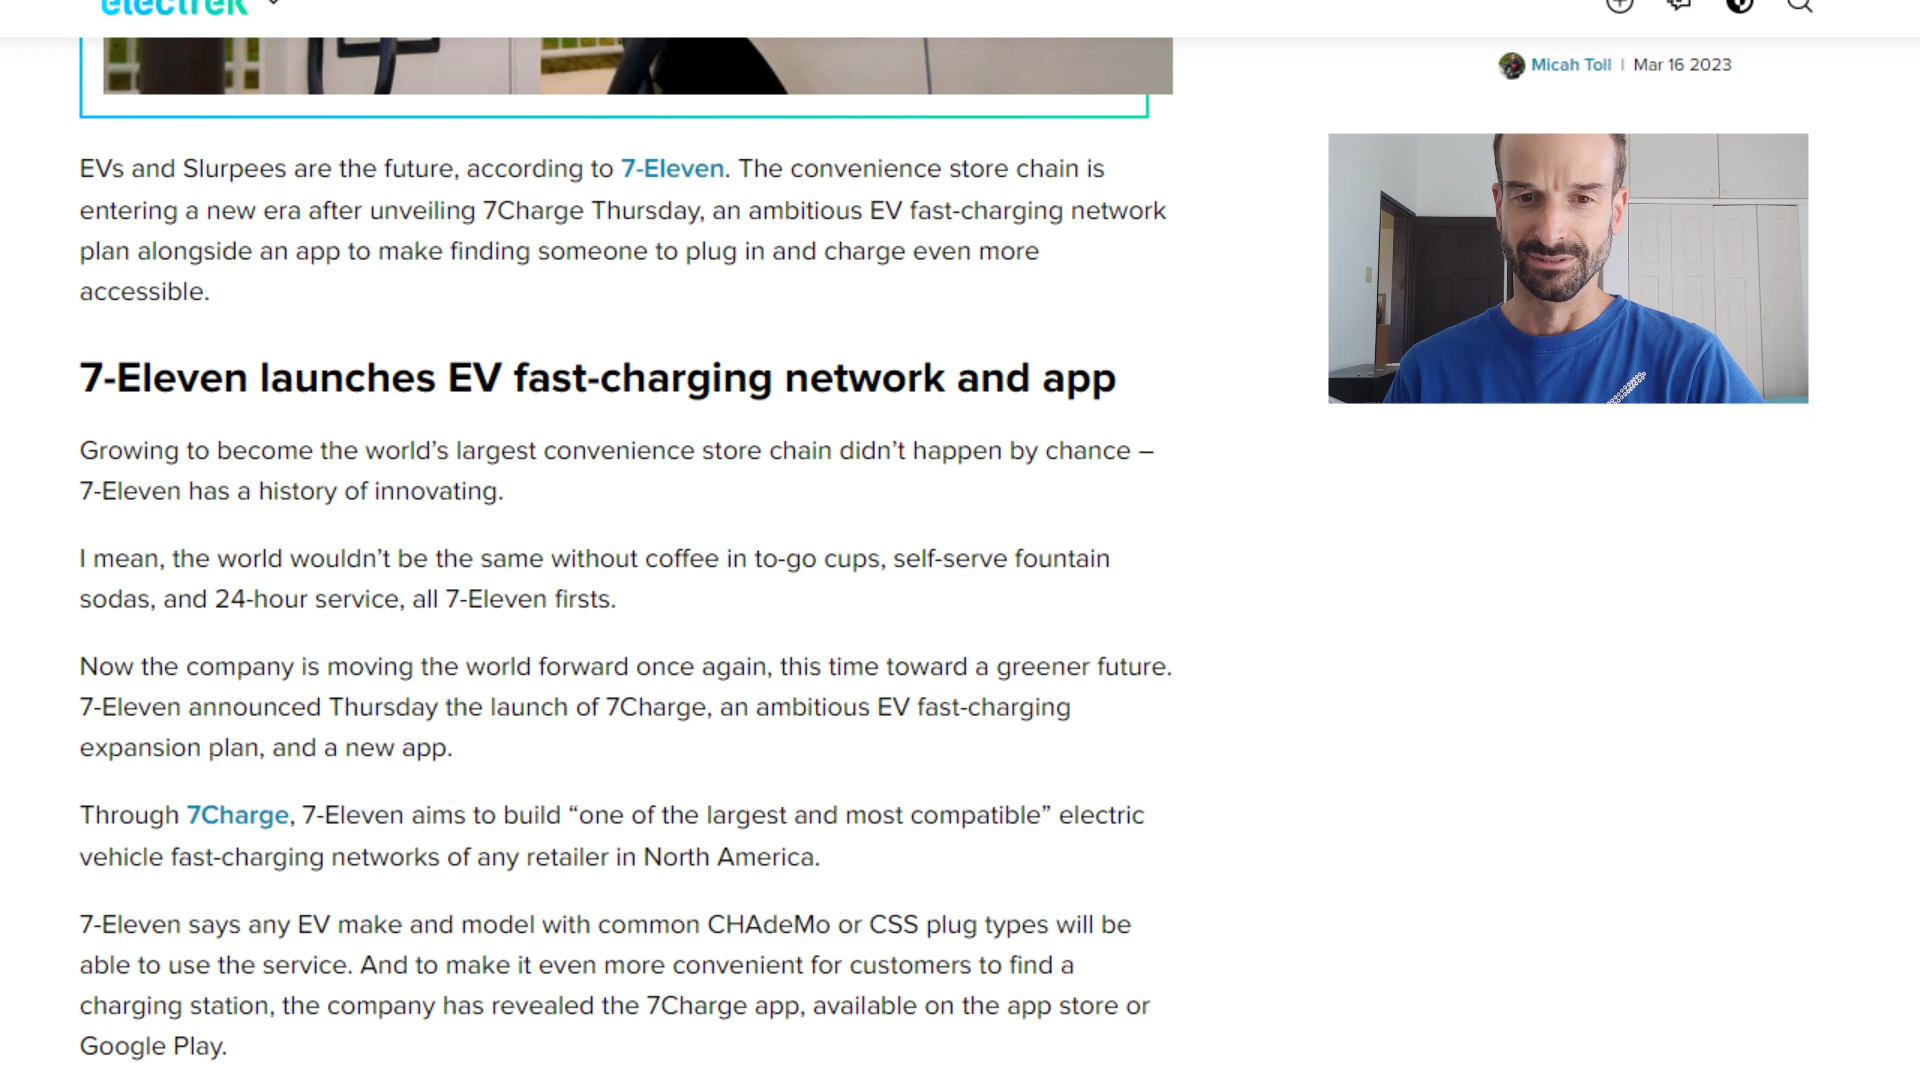 electrek
Micah Toll | Mar 16 2023
EVs and Slurpees are the future, according to 7-Eleven. The convenience store chain is
entering a new era after unveiling 7Charge Thursday, an ambitious EV fast-charging network
plan alongside an app to make finding someone to plug in and charge even more
accessible.
7-Eleven launches EV fast-charging network and app
Growing to become the world’s largest convenience store chain didn’t happen by chance –
7-Eleven has a history of innovating.
I mean, the world wouldn’t be the same without coffee in to-go cups, self-serve fountain
sodas, and 24-hour service, all 7-Eleven firsts.
Now the company is moving the world forward once again, this time toward a greener future.
7-Eleven announced Thursday the launch of 7Charge, an ambitious EV fast-charging
expansion plan, and a new app.
Through 7Charge, 7-Eleven aims to build “one of the largest and most compatible” electric
vehicle fast-charging networks of any retailer in North America.
7-Eleven says any EV make and model with common CHAdeMo or CSS plug types will be
able to use the service. And to make it even more convenient for customers to find a
charging station, the company has revealed the 7Charge app, available on the app store or
Google Play.